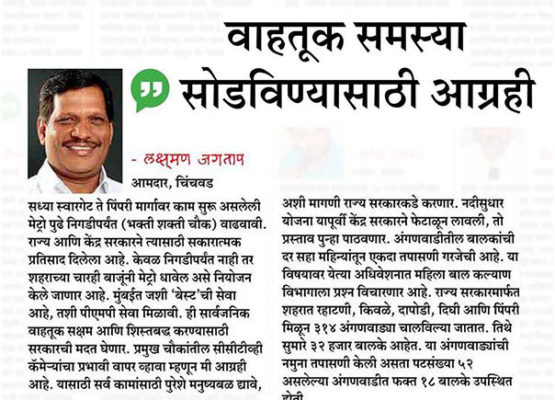 वाहतूक समस्या
सोडविण्यासाठी आग्रही
- लक्ष्मण जगताप
आमदार, चिंचवड
सध्या स्वारगेट ते पिंपरी मार्गावर काम सुरू असलेली
मेट्रो पुढे निगडीपर्यंत (भक्ती शक्ती चौक) वाढवावी.
राज्य आणि केंद्र सरकारने त्यासाठी सकारात्मक
प्रतिसाद दिलेला आहे. केवळ निगडीपर्यंत नाही तर
शहराच्या चारही बाजूंनी मेट्रो धावेल असे नियोजन
केले जाणार आहे. मुंबईत जशी 'बेस्ट'ची सेवा
आहे, तशी पीएमपी सेवा मिळावी. ही सार्वजनिक
वाहतूक सक्षम आणि शिस्तबद्ध करण्यासाठी
सरकारची मदत घेणार. प्रमुख चौकांतील सीसीटीव्ही
कॅमेऱ्यांचा प्रभावी वापर व्हावा म्हणून मी आग्रही
आहे. यासाठी सर्व कामांसाठी पुरेशे मनुष्यबळ द्यावे,
अशी मागणी राज्य सरकारकडे करणार. नदीसुधार
योजना यापूर्वी केंद्र सरकारने फेटाळून लावली, तो
प्रस्ताव पुन्हा पाठवणार. अंगणवाडीतील बालकांची
दर सहा महिन्यांतून एकदा तपासणी गरजेची आहे. या
विषयावर येत्या अधिवेशनात महिला बाल कल्याण
विभागाला प्रश्न विचारणार आहे. राज्य सरकारमार्फत
शहरात रहाटणी, किवळे, दापोडी, दिघी आणि पिंपरी
मिळून ३१४ अंगणवाड्या चालविल्या जातात. तिथे
सुमारे ३२ हजार बालके आहेत. या अंगणवाड्यांची
नमुना तपासणी केली असता पटसंख्या ५२
असलेल्या अंगणवाडीत फक्त १८ बालके उपस्थित
होती